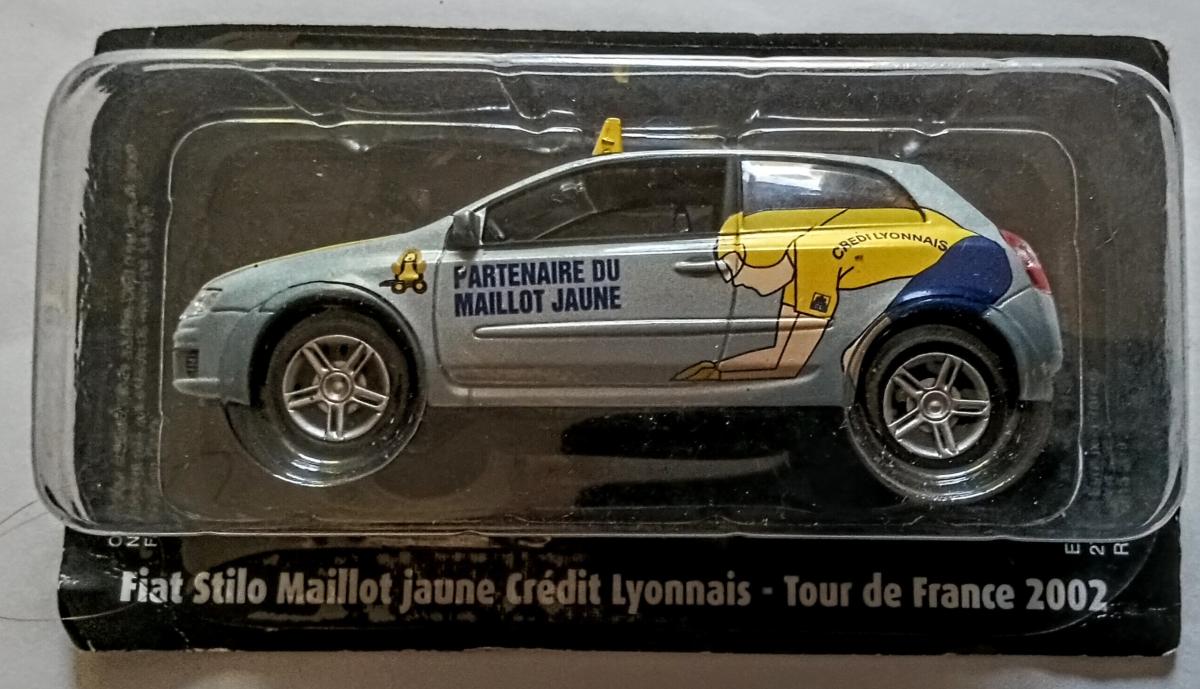 PARTENAIRE DU
MAILLOT JAUNE
CREDI LYONNAIS
Fiat Stilo Maillot jaune Crédit Lyonnais - Tour de France 2002